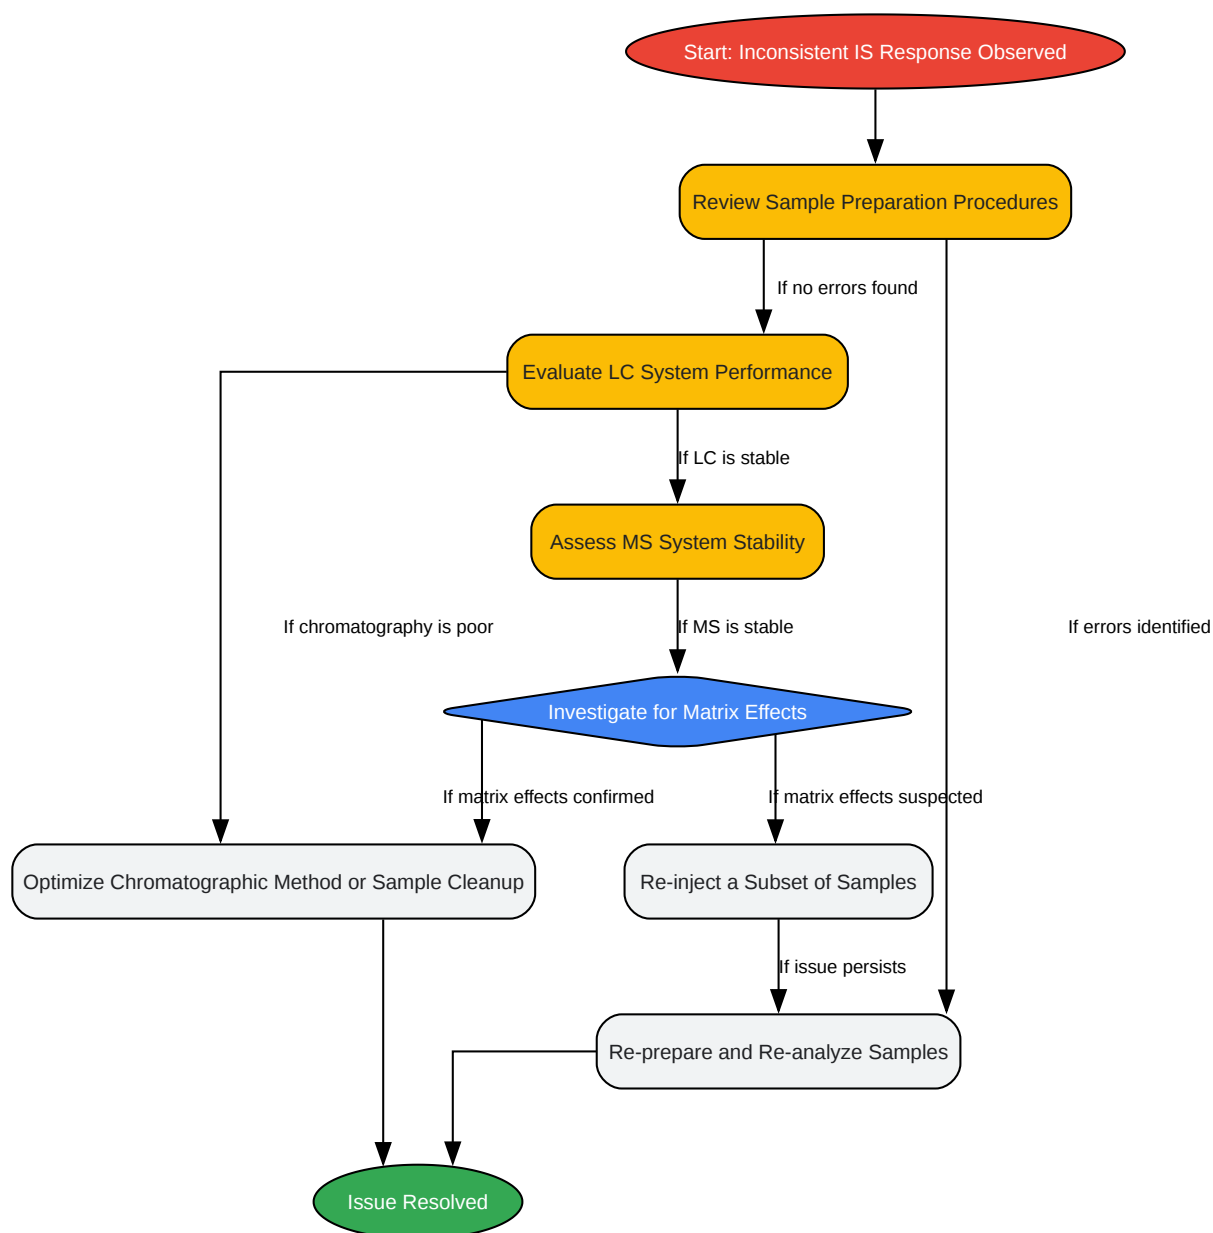 Start: Inconsistent IS Response Observed
Review Sample Preparation Procedures
If no errors found
Evaluate LC System Performance
If LC is stable
Assess MS System Stability
If chromatography is poor
If MS is stable
If errors identified
Investigate for Matrix Effects
If matrix effects confirmed
If matrix effects suspected
Optimize Chromatographic Method or Sample Cleanup
Re-inject a Subset of Samples
If issue persists
Re-prepare and Re-analyze Samples
Issue Resolved